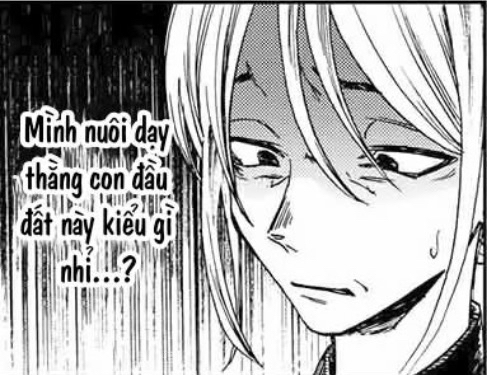 Mình nuôi dạy
thằng con đầu
đất này kiểu gì
nhỉ...?